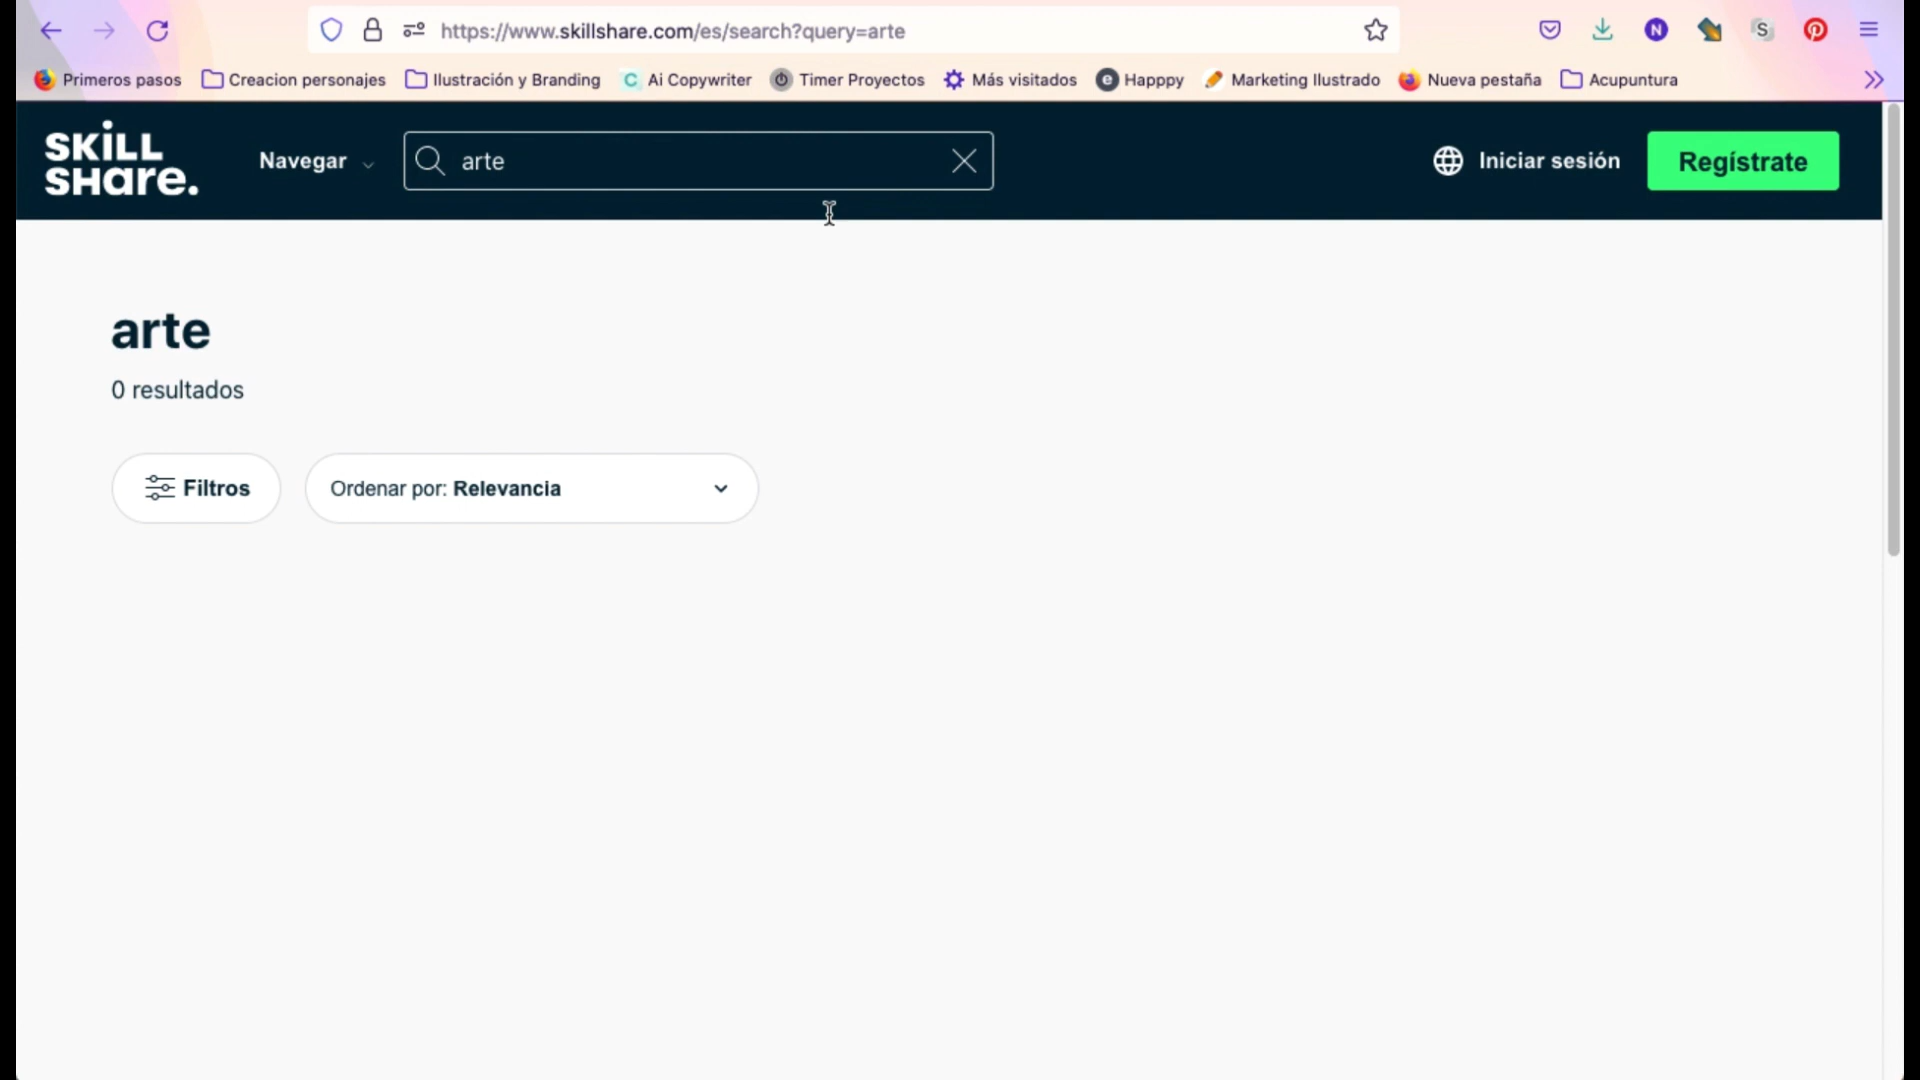 https://www.skillshare.com/es/search?query=arte
N
S
Primeros pasos
Creacion personajes
Ilustración y Branding
C
Ai Copywriter
Timer Proyectos
Más visitados
e
Happpy
Marketing Ilustrado
Nueva pestaña
Acupuntura
SKiLL
SHare.
Navegar
arte
Iniciar sesión
Regístrate
arte
0 resultados
Filtros
Ordenar por: Relevancia